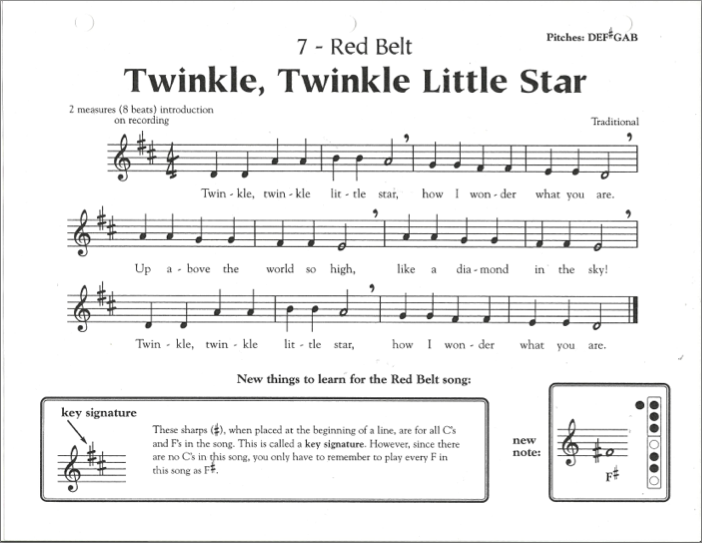 Pitches: DEF♯GAB
7 - Red Belt
Twinkle, Twinkle Little Star
2 measures (8 beats) introduction
on recording
Traditional
Twin - kle, twin - kle lit - tle star, how I won - der what you are.
Up a - bove the world so high, like a dia - mond in the sky!
Twin - kle, twin - kle lit - tle star, how I won - der what you are.
New things to learn for the Red Belt song:
key signature
These sharps (♯), when placed at the beginning of a line, are for all C's
and F's in the song. This is called a key signature. However, since there
are no C's in this song, you only have to remember to play every F in
this song as F♯.
new
note:
F♯